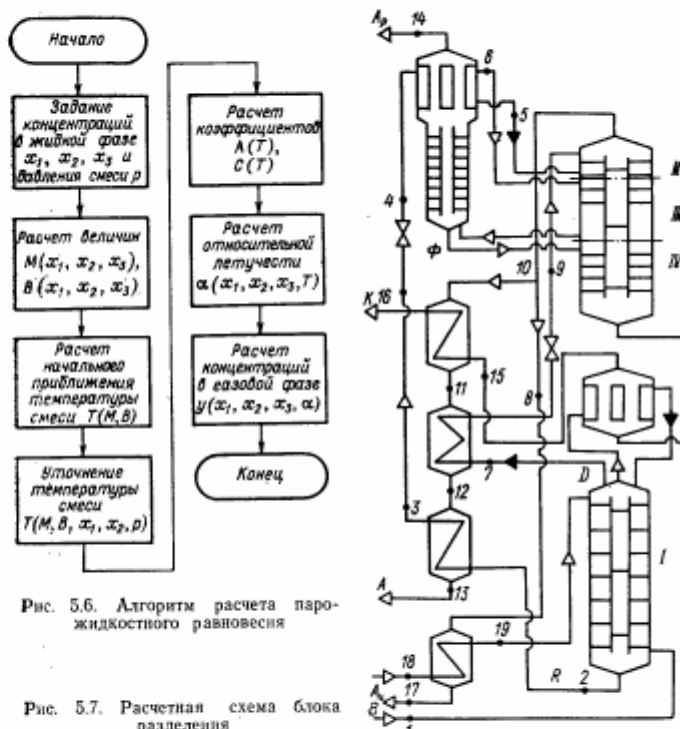 Начало
Задание
концентраций
в жидкой фазе
x₁, x₂, x₃ и
давления смеси p
Расчет величин
M(x₁, x₂, x₃),
B(x₁, x₂, x₃)
Расчет
начального
приближения
температуры
смеси T(M,B)
Уточнение
температуры
смеси
T(M, B, x₁, x₂, p)
Расчет
коэффициентов
A(T),
C(T)
Расчет
относительной
летучести
α(x₁, x₂, x₃, T)
Расчет
концентраций
в газовой фазе
y(x₁, x₂, x₃, α)
Конец
Рис. 5.6. Алгоритм расчета паро-
жидкостного равновесия
Рис. 5.7. Расчетная схема блока
разделения
14
6
5
4
Ф
10
9
IV
К
16
11
15
8
7
D
12
3
I
А
13
19
18
17
R
2
В
1